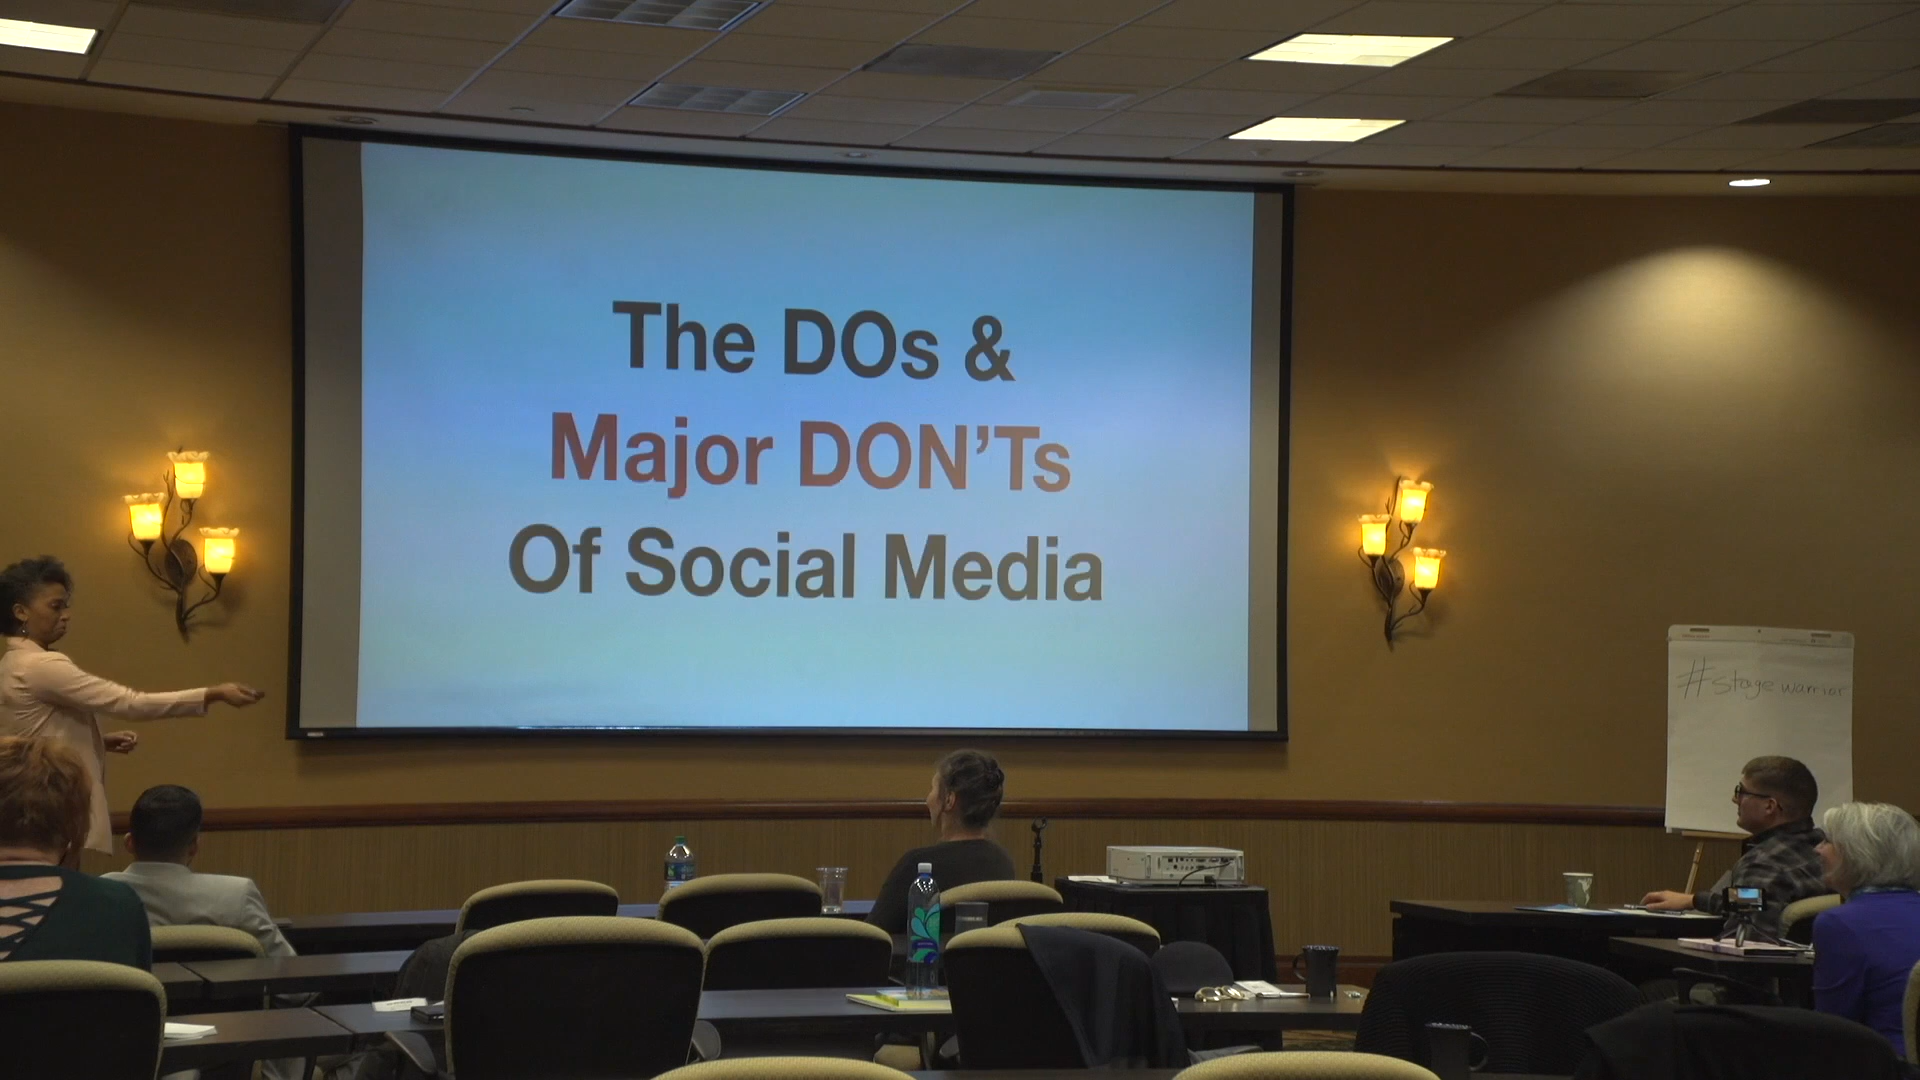 The DOs &
Major DON'Ts
Of Social Media
#stage warrior